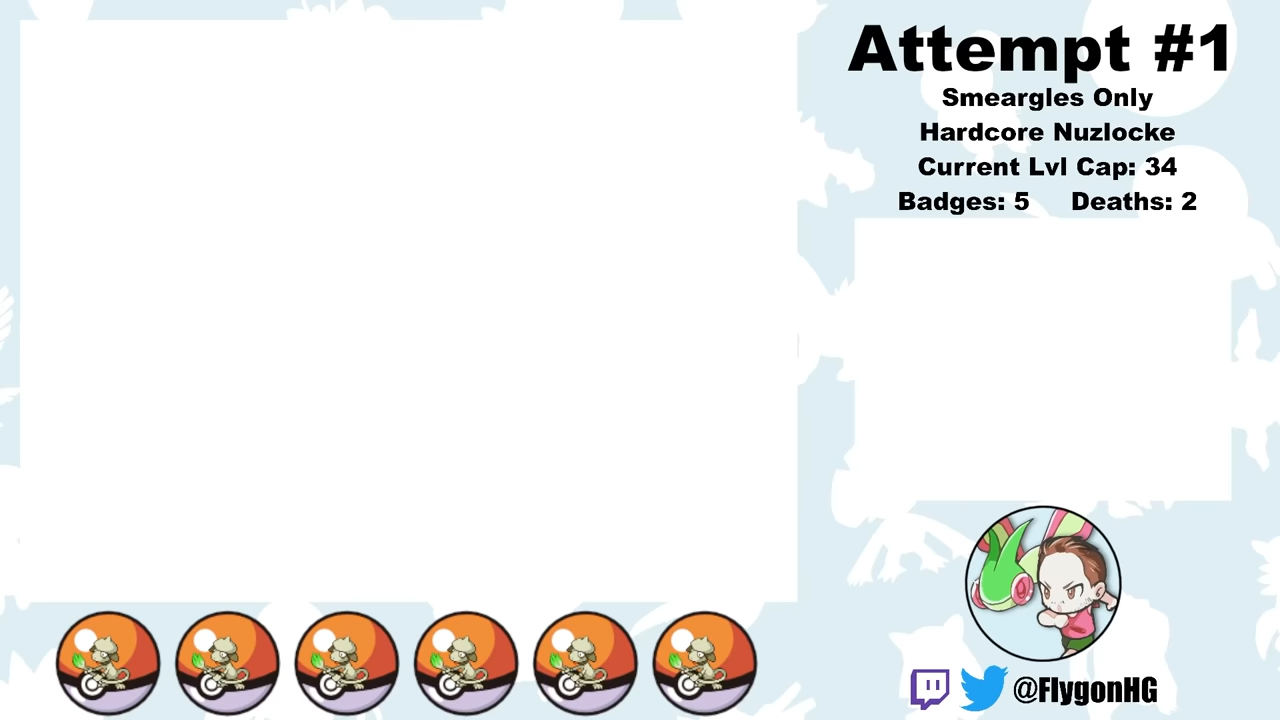 Attempt #1
Smeargles Only
Hardcore Nuzlocke
Current Lvl Cap: 34
Badges: 5 Deaths: 2
@FlygonHG